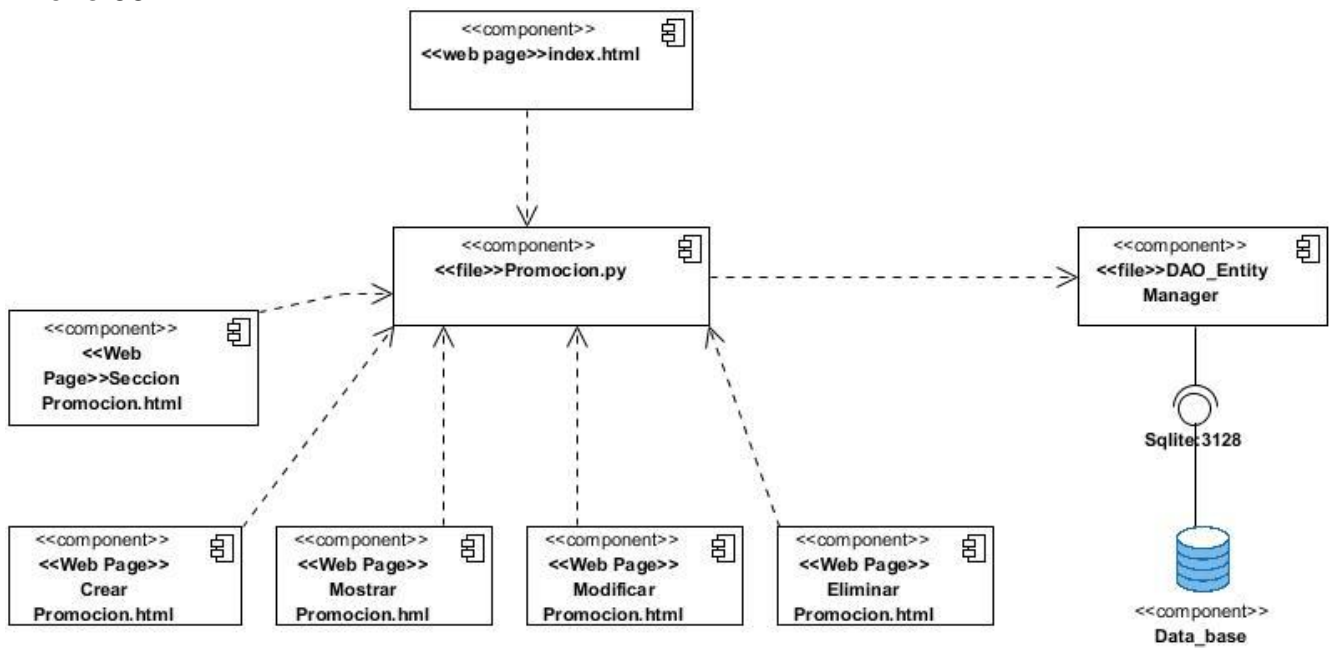 <<component>>
<<web page>>index.html
<<component>>
<<file>>Promocion.py
<<component>>
<<file>>DAO_Entity
Manager
<<component>>
<<Web
Page>>Seccion
Promocion.html
Sqlite:3128
<<component>>
<<Web Page>>
Crear
Promocion.html
<<component>>
<<Web Page>>
Mostrar
Promocion.hml
<<component>>
<<Web Page>>
Modificar
Promocion.html
<<component>>
<<Web Page>>
Eliminar
Promocion.html
<<component>>
Data_base